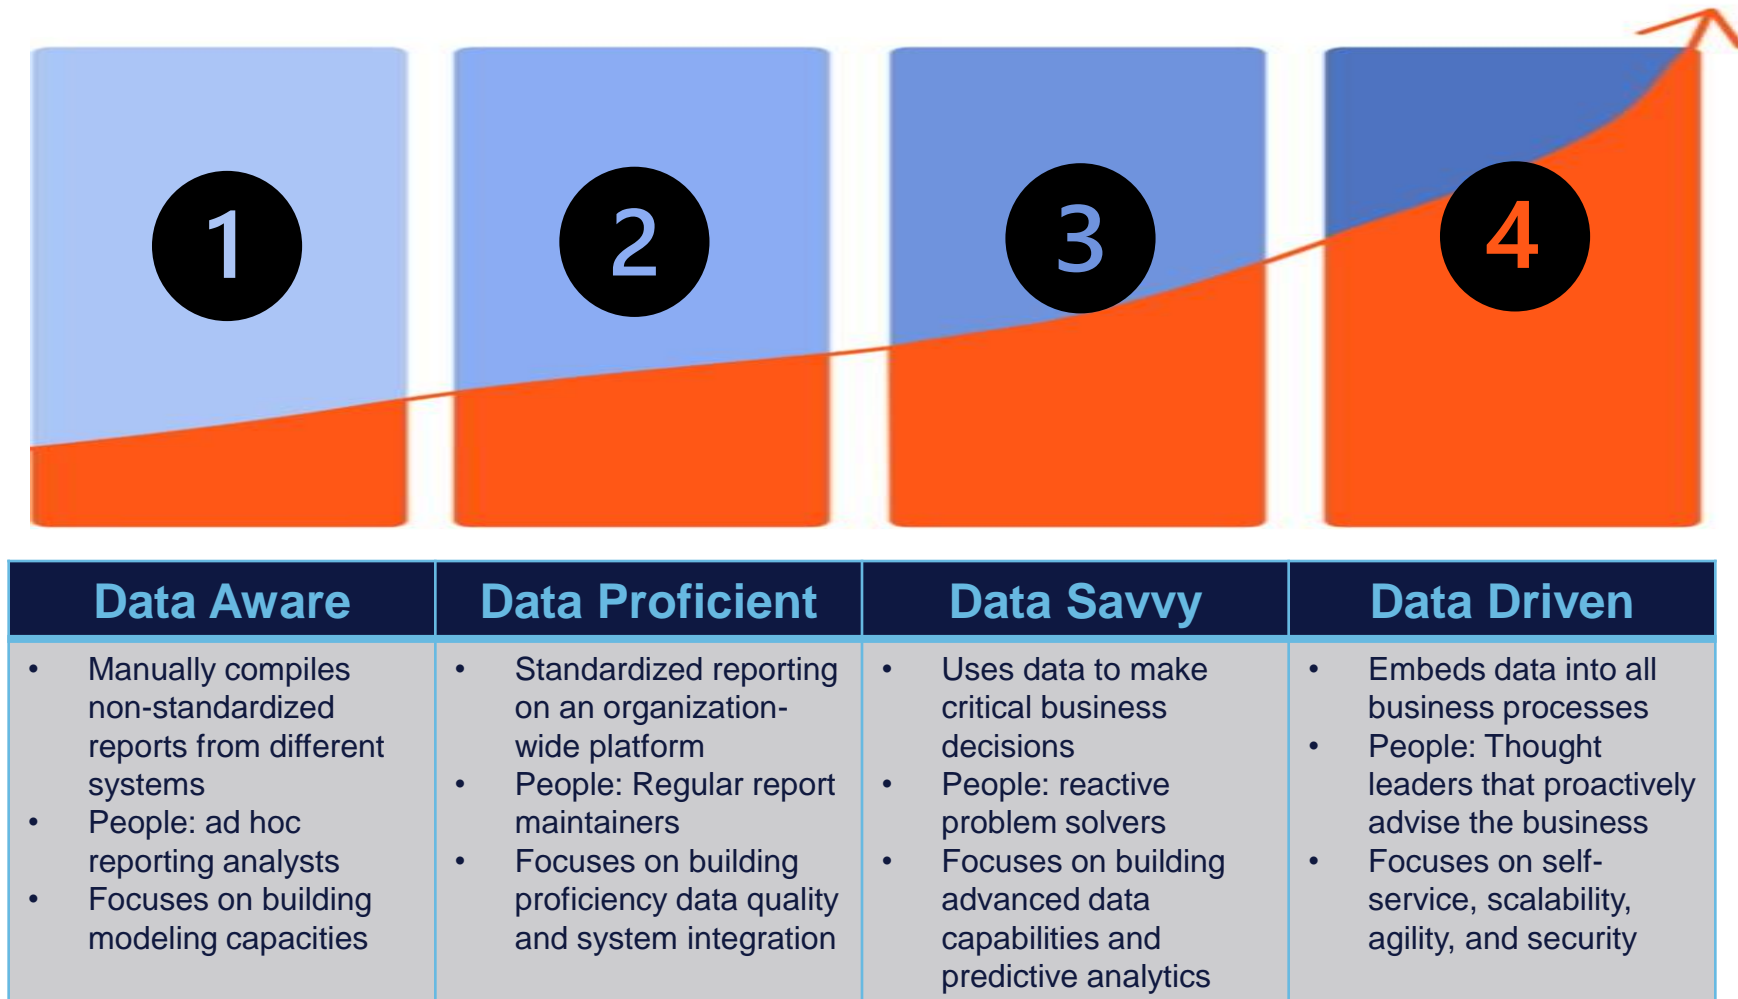 1
2
3
4
Data Aware
Data Proficient
Data Savvy
Data Driven
• Manually compiles
non-standardized
reports from different
systems
• People: ad hoc
reporting analysts
• Focuses on building
modeling capacities
• Standardized reporting
on an organization-
wide platform
• People: Regular report
maintainers
• Focuses on building
proficiency data quality
and system integration
• Uses data to make
critical business
decisions
• People: reactive
problem solvers
• Focuses on building
advanced data
capabilities and
predictive analytics
• Embeds data into all
business processes
• People: Thought
leaders that proactively
advise the business
• Focuses on self-
service, scalability,
agility, and security